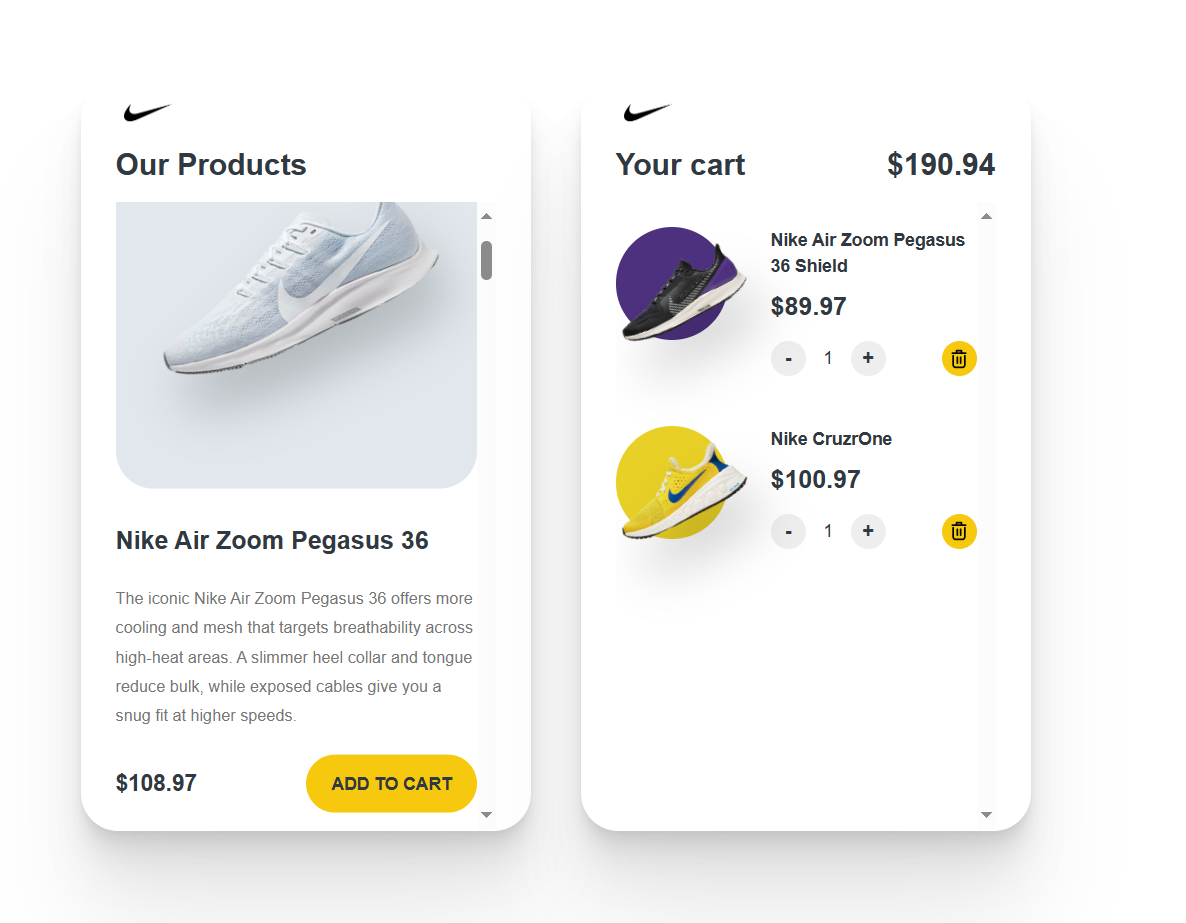 Our Products
Nike Air Zoom Pegasus 36
The iconic Nike Air Zoom Pegasus 36 offers more
cooling and mesh that targets breathability across
high-heat areas. A slimmer heel collar and tongue
reduce bulk, while exposed cables give you a
snug fit at higher speeds.
$108.97
ADD TO CART
Your cart
$190.94
Nike Air Zoom Pegasus
36 Shield
$89.97
- 1 +
Nike CruzrOne
$100.97
- 1 +